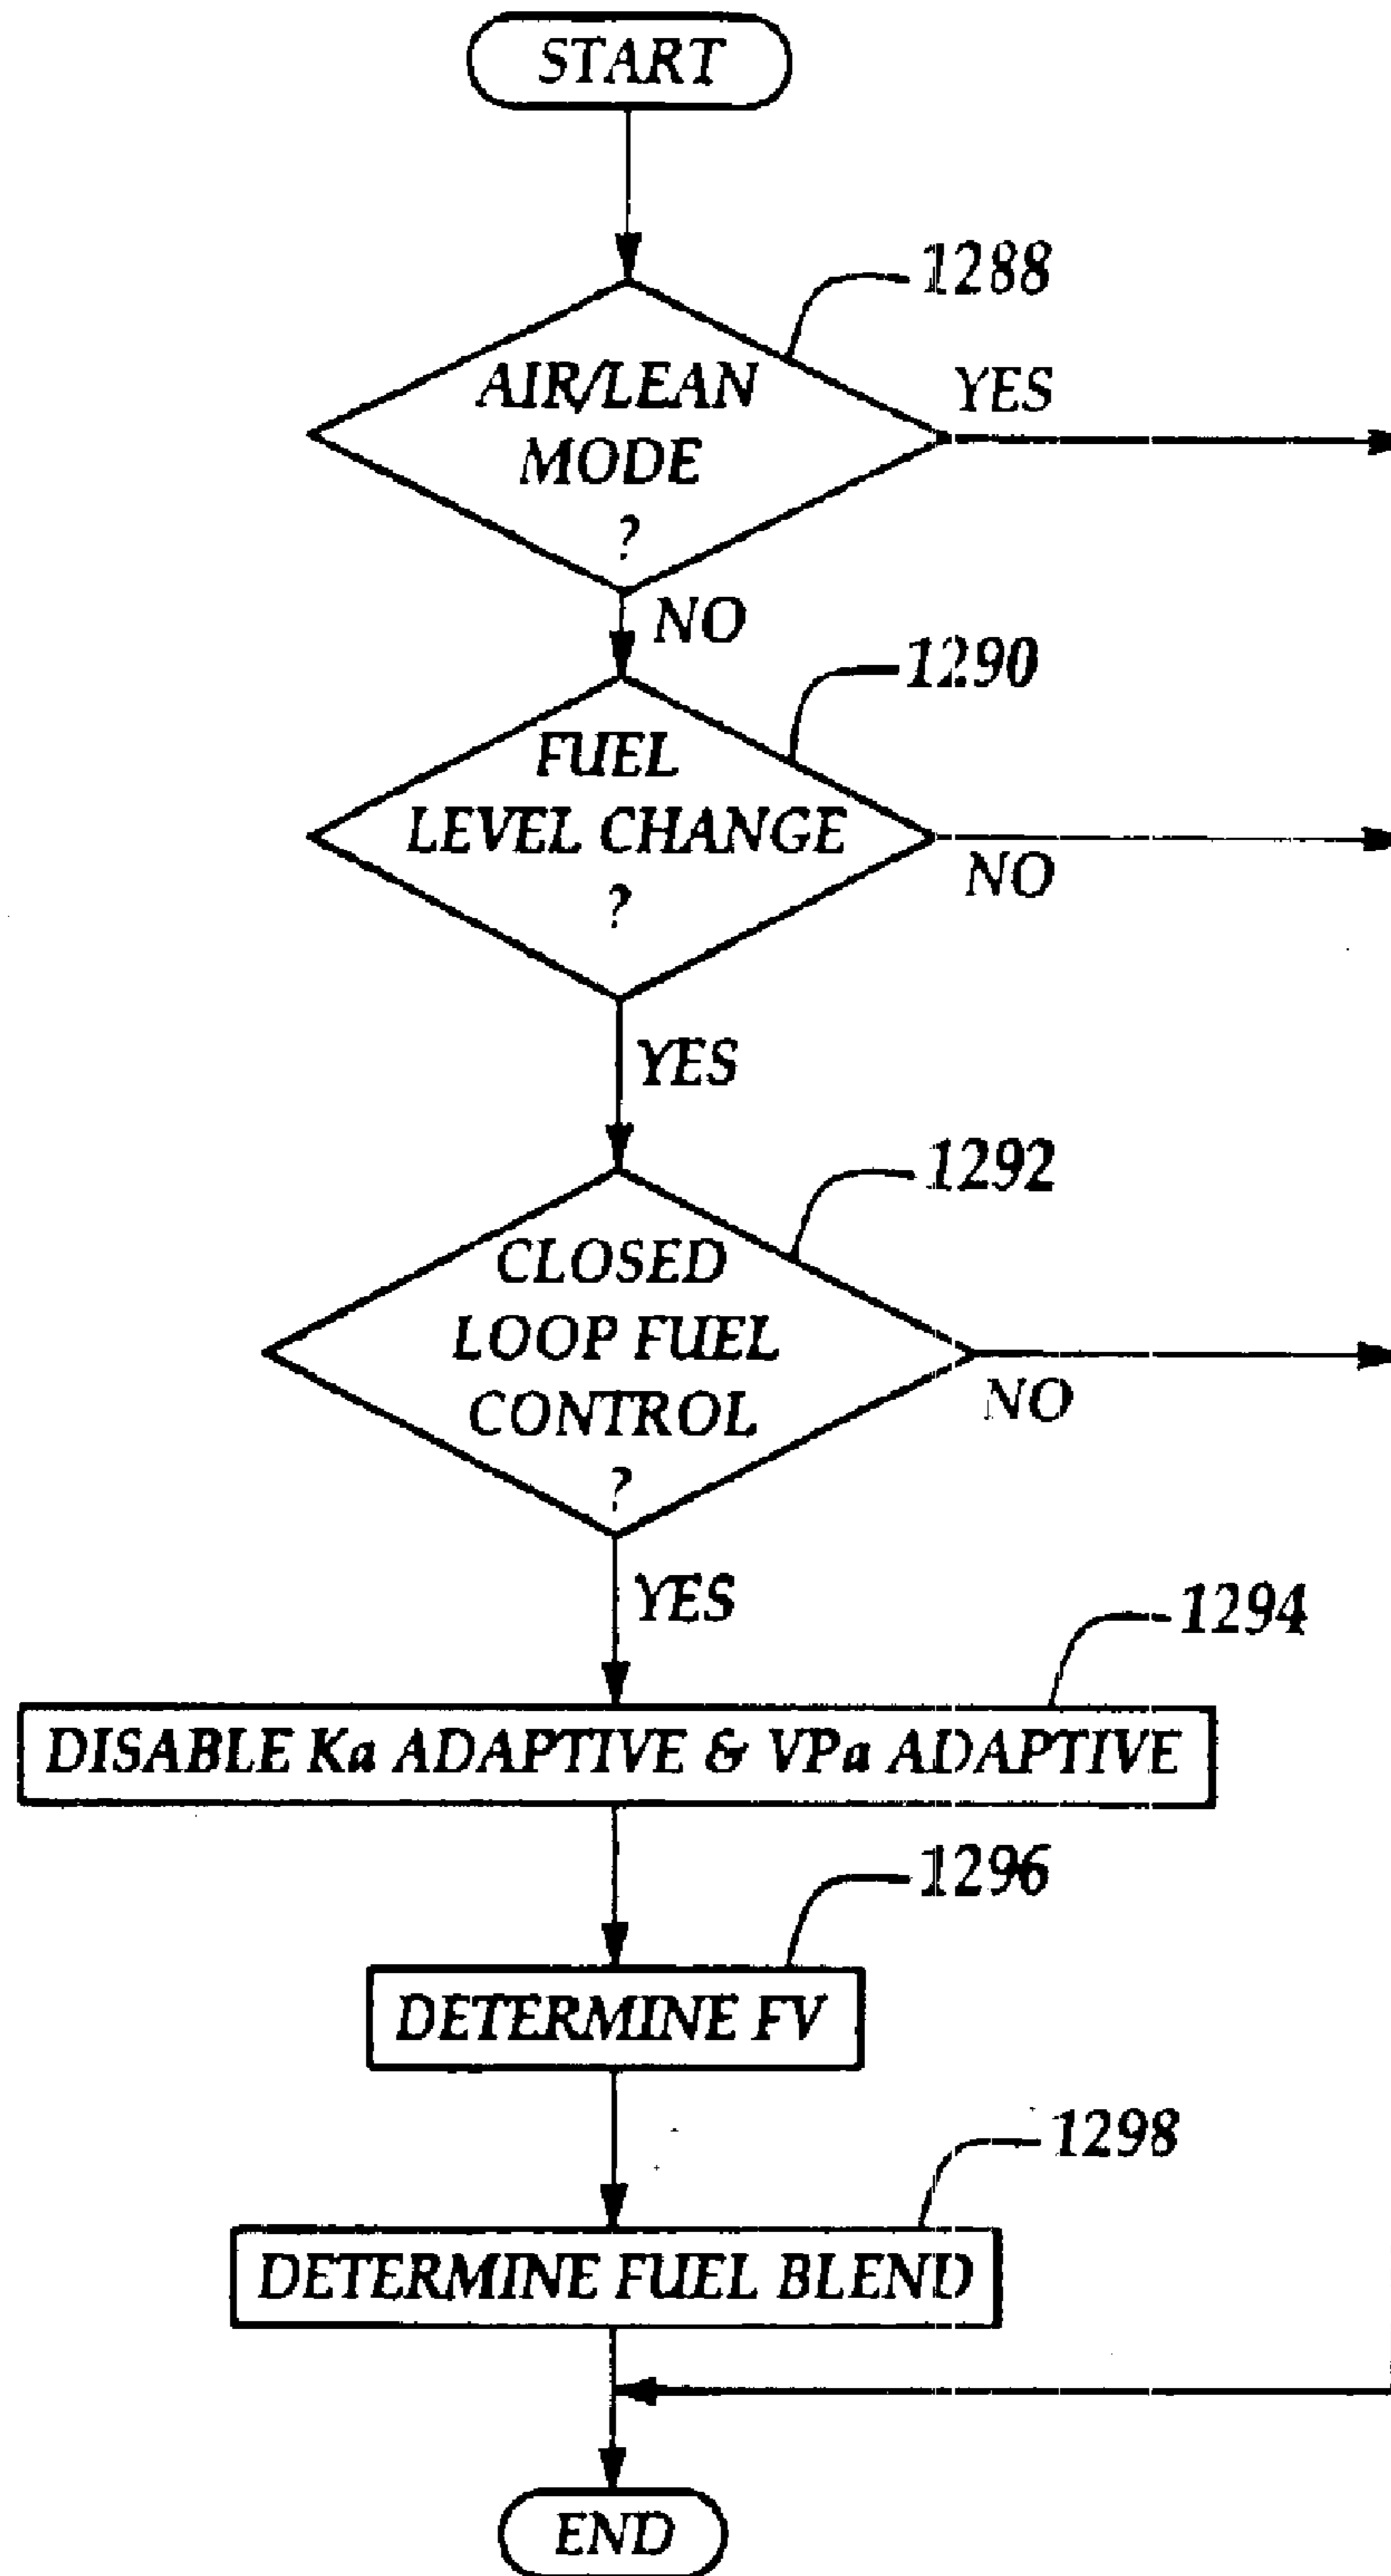 START
1288
AIR/LEAN
MODE
?
YES
NO
1290
FUEL
LEVEL CHANGE
?
NO
YES
1292
CLOSED
LOOP FUEL
CONTROL
?
NO
YES
1294
DISABLE Ka ADAPTIVE & VPa ADAPTIVE
1296
DETERMINE FV
1298
DETERMINE FUEL BLEND
END